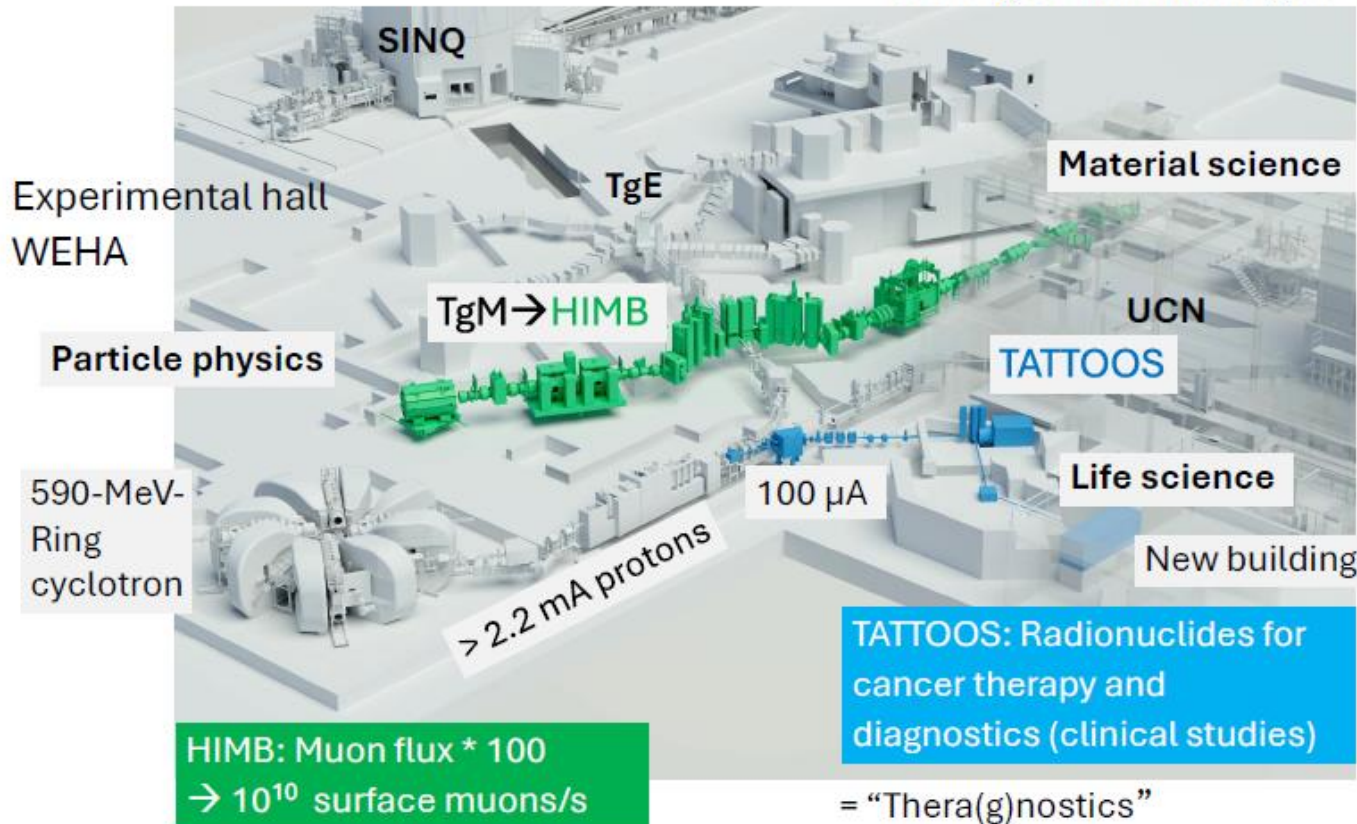 SINQ
TgE
Material science
Experimental hall
WEHA
TgM→HIMB
UCN
Particle physics
TATTOOS
590-MeV-
Ring
cyclotron
100 μA
Life science
> 2.2 mA protons
New building
TATTOOS: Radionuclides for
cancer therapy and
diagnostics (clinical studies)
HIMB: Muon flux * 100
→ 10¹⁰ surface muons/s
= “Thera(g)nostics”